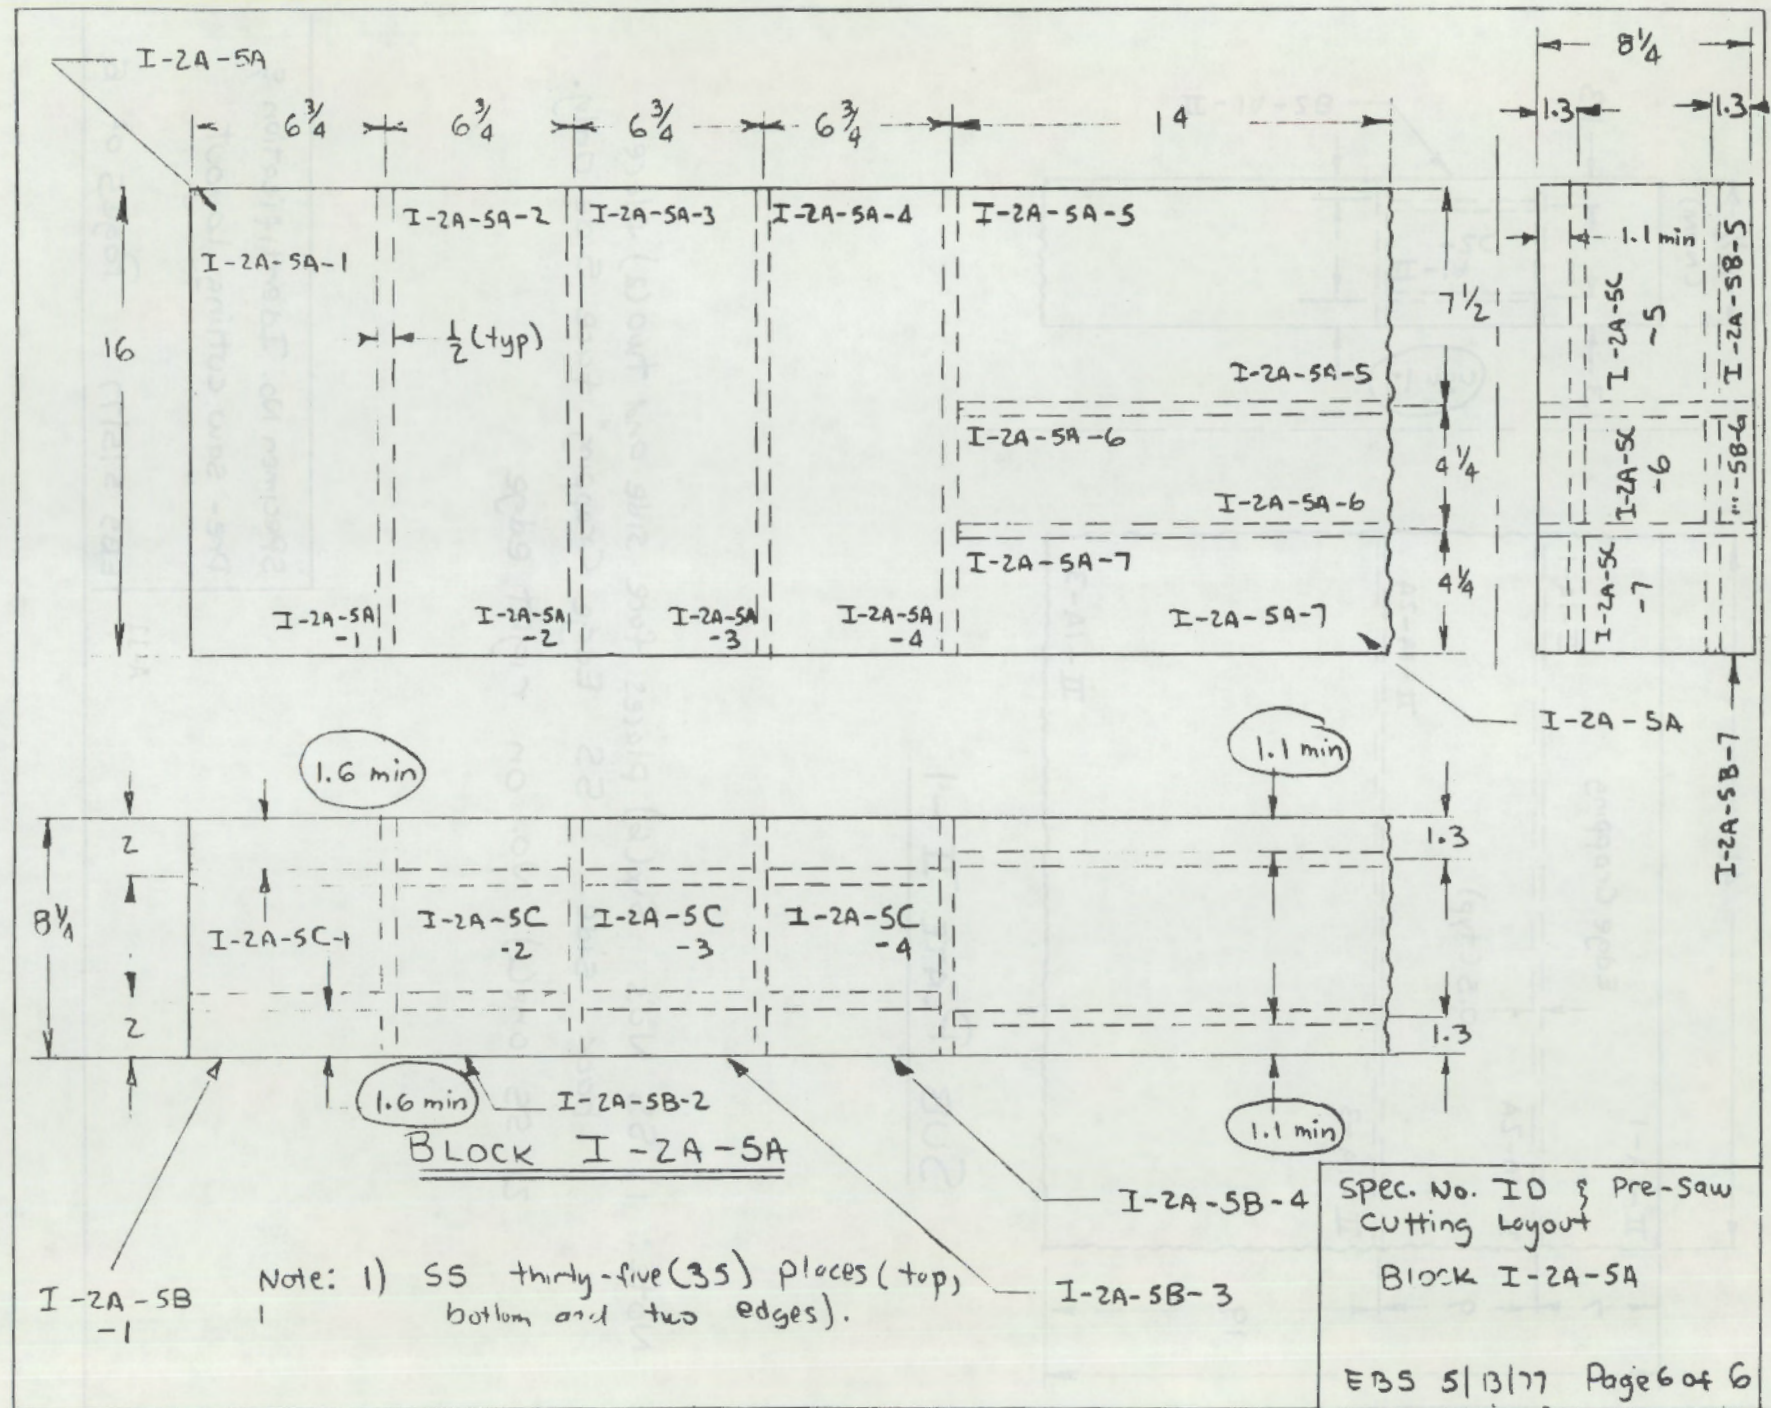 I-2A-5A
8 1/4
6 3/4 6 3/4 6 3/4 6 3/4 14
1.3 1.3
I-2A-5A-1
I-2A-5A-2
I-2A-5A-3
I-2A-5A-4
I-2A-5A-5
16
1/2 (typ)
7 1/2
1.1 min
I-2A-5C
-5
I-2A-5B-5
I-2A-5A-5
I-2A-5A-6
4 1/4
I-2A-5C
-6
"'-5B-6
I-2A-5A-6
I-2A-5A-7
4 1/4
I-2A-5C
-7
I-2A-5A
-1
I-2A-5A
-2
I-2A-5A
-3
I-2A-5A
-4
I-2A-5A-7
I-2A-5A
I-2A-5B-7
1.6 min
1.1 min
2
1.3
8 1/4
I-2A-5C-1
I-2A-5C
-2
I-2A-5C
-3
I-2A-5C
-4
2
1.3
1.6 min
I-2A-5B-2
1.1 min
BLOCK I-2A-5A
I-2A-5B-4
I-2A-5B-3
I-2A-5B
-1
Note: 1) SS thirty-five (35) places (top,
bottom and two edges).
Spec. No. ID & Pre-Saw
Cutting Layout
Block I-2A-5A
EBS 5/13/77 Page 6 of 6